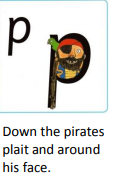 p
p
Down the pirates
plait and around
his face.